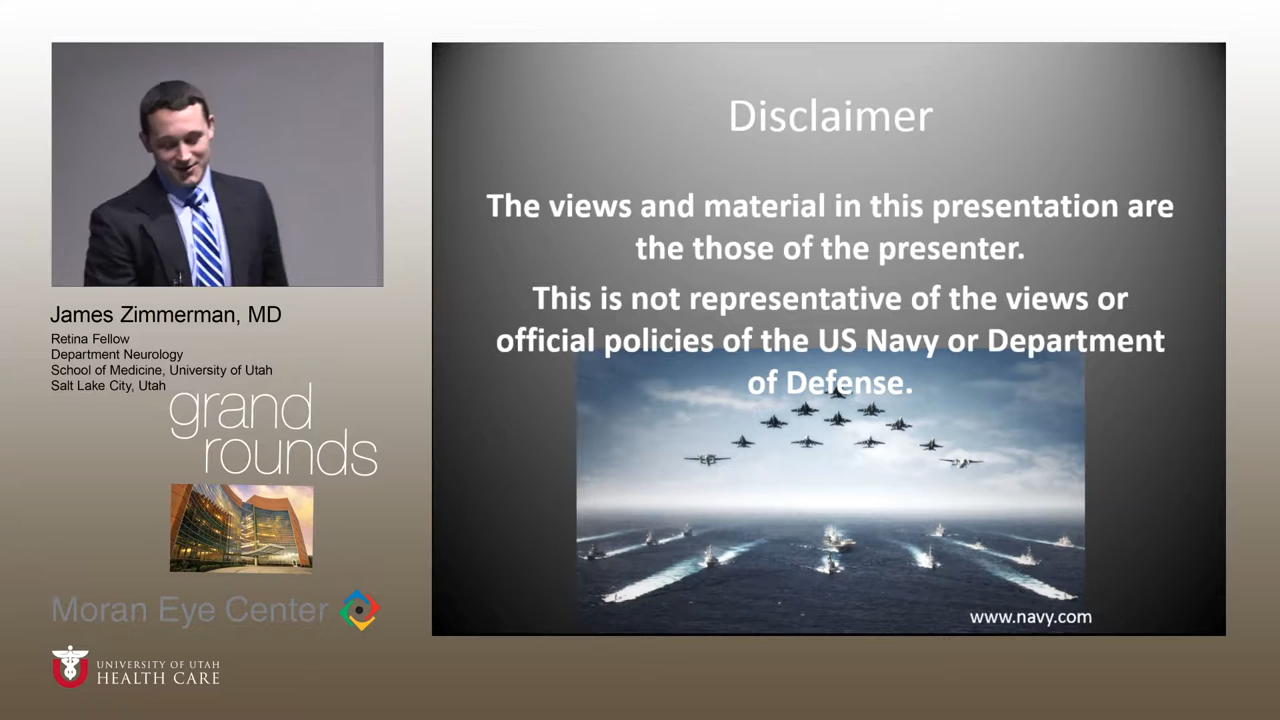 James Zimmerman, MD
Retina Fellow
Department Neurology
School of Medicine, University of Utah
Salt Lake City, Utah
grand
rounds
Moran Eye Center
UNIVERSITY OF UTAH
HEALTH CARE
Disclaimer
The views and material in this presentation are
the those of the presenter.
This is not representative of the views or
official policies of the US Navy or Department
of Defense.
www.navy.com